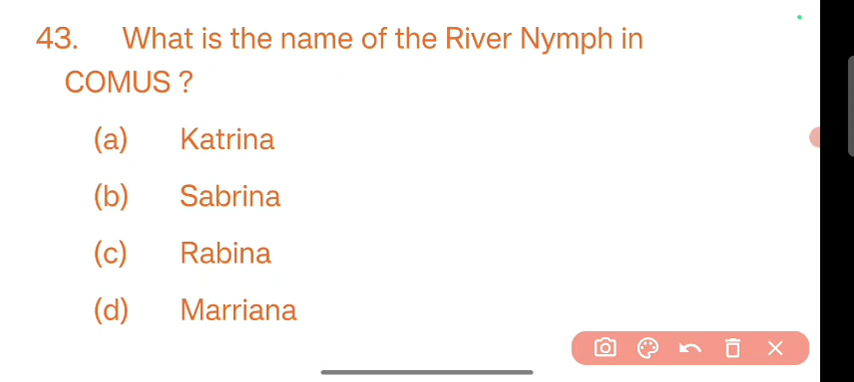 43. What is the name of the River Nymph in
COMUS ?
(a) Katrina
(b) Sabrina
(c) Rabina
(d) Marriana